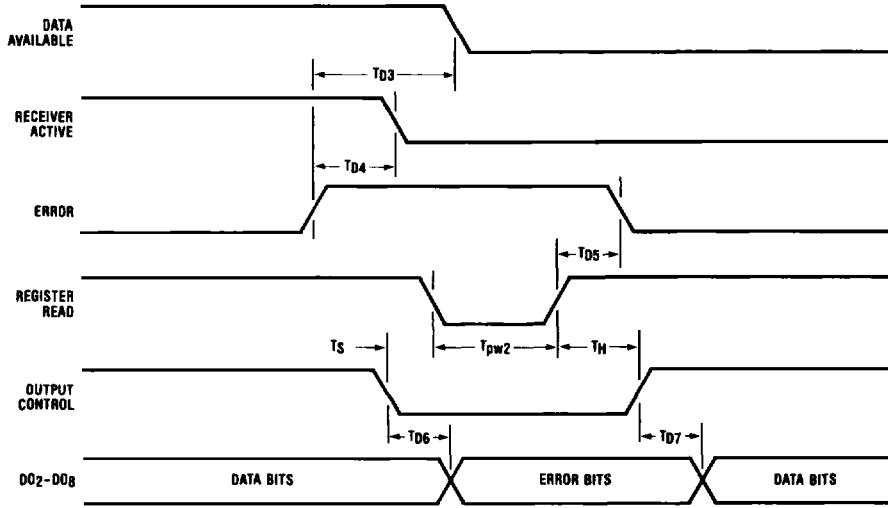 DATA
AVAILABLE
TD3
RECEIVER
ACTIVE
TD4
ERROR
TD5
REGISTER
READ
TS
Tpw2
TH
OUTPUT
CONTROL
TD6
TD7
DO2-DO8
DATA BITS
ERROR BITS
DATA BITS